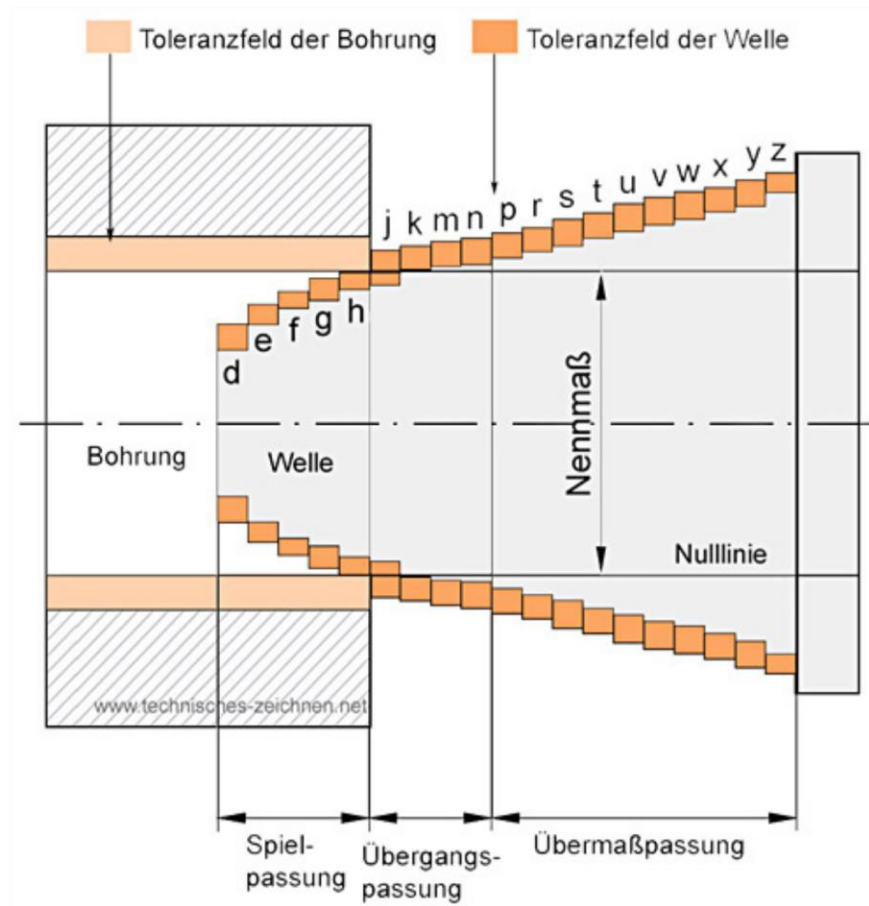 Toleranzfeld der Bohrung
Toleranzfeld der Welle
d
e
f
g
h
j
k
m
n
p
r
s
t
u
v
w
x
y
z
Bohrung
Welle
Nennmaß
Nulllinie
www.technisches-zeichnen.net
Spiel-
passung
Übergangs-
passung
Übermaßpassung